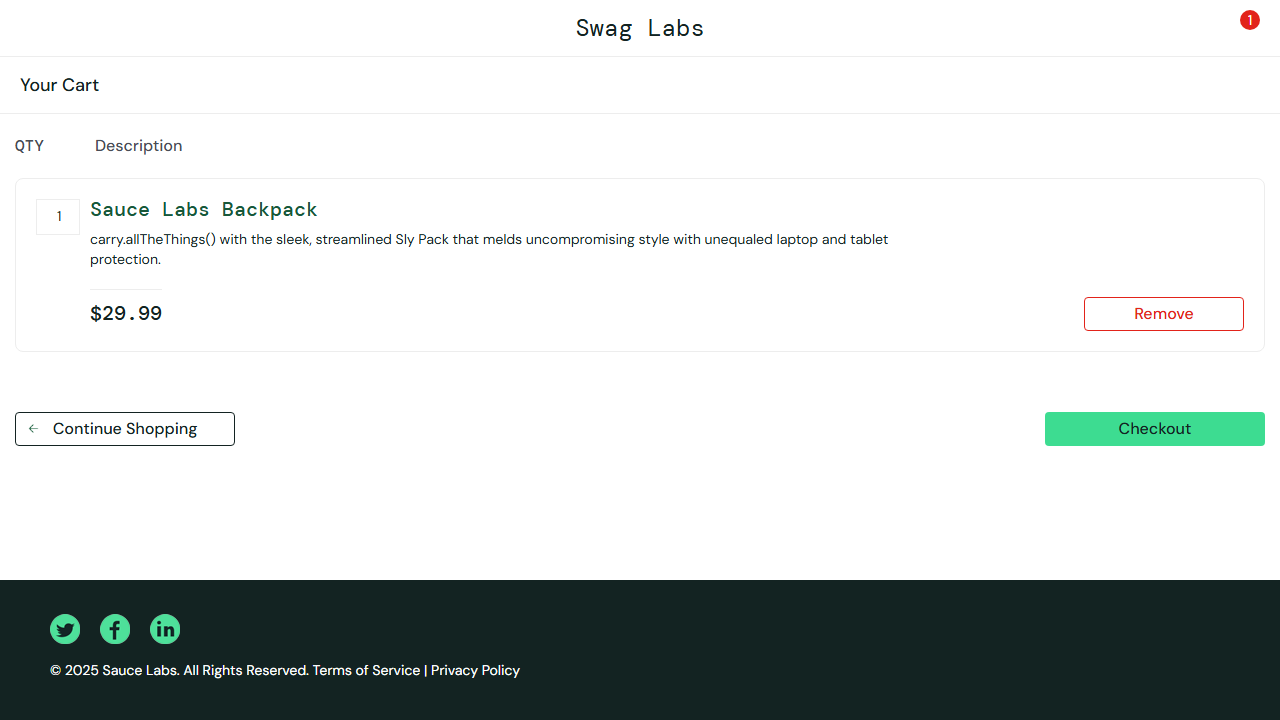 Swag Labs
1
Your Cart
QTY Description
1
Sauce Labs Backpack
carry.allTheThings() with the sleek, streamlined Sly Pack that melds uncompromising style with unequaled laptop and tablet
protection.
$29.99
Remove
Continue Shopping
Checkout
© 2025 Sauce Labs. All Rights Reserved. Terms of Service | Privacy Policy